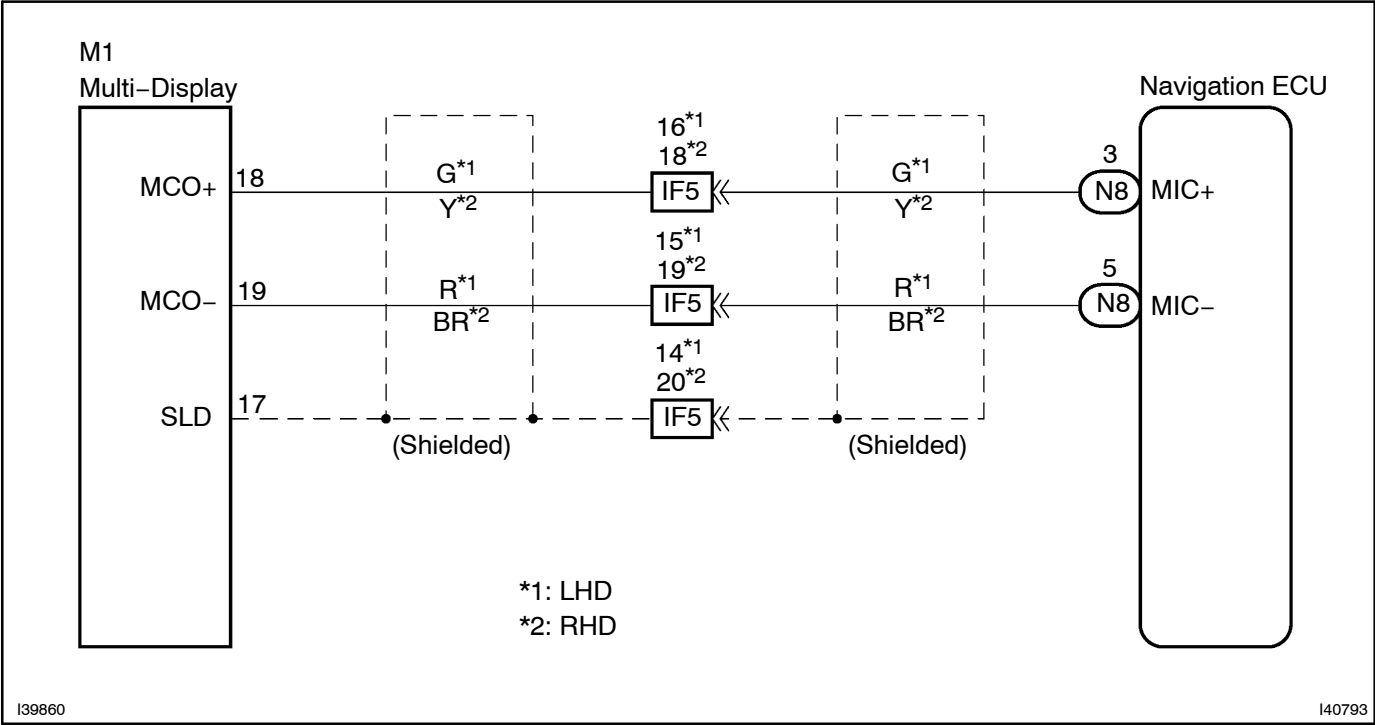 M1
Multi−Display
Navigation ECU
16*1
18*2
3
MCO+
18
G*1
Y*2
IF5
G*1
Y*2
N8
MIC+
15*1
19*2
5
MCO−
19
R*1
BR*2
IF5
R*1
BR*2
N8
MIC−
14*1
20*2
SLD
17
IF5
(Shielded)
(Shielded)
*1: LHD
*2: RHD
I39860
I40793